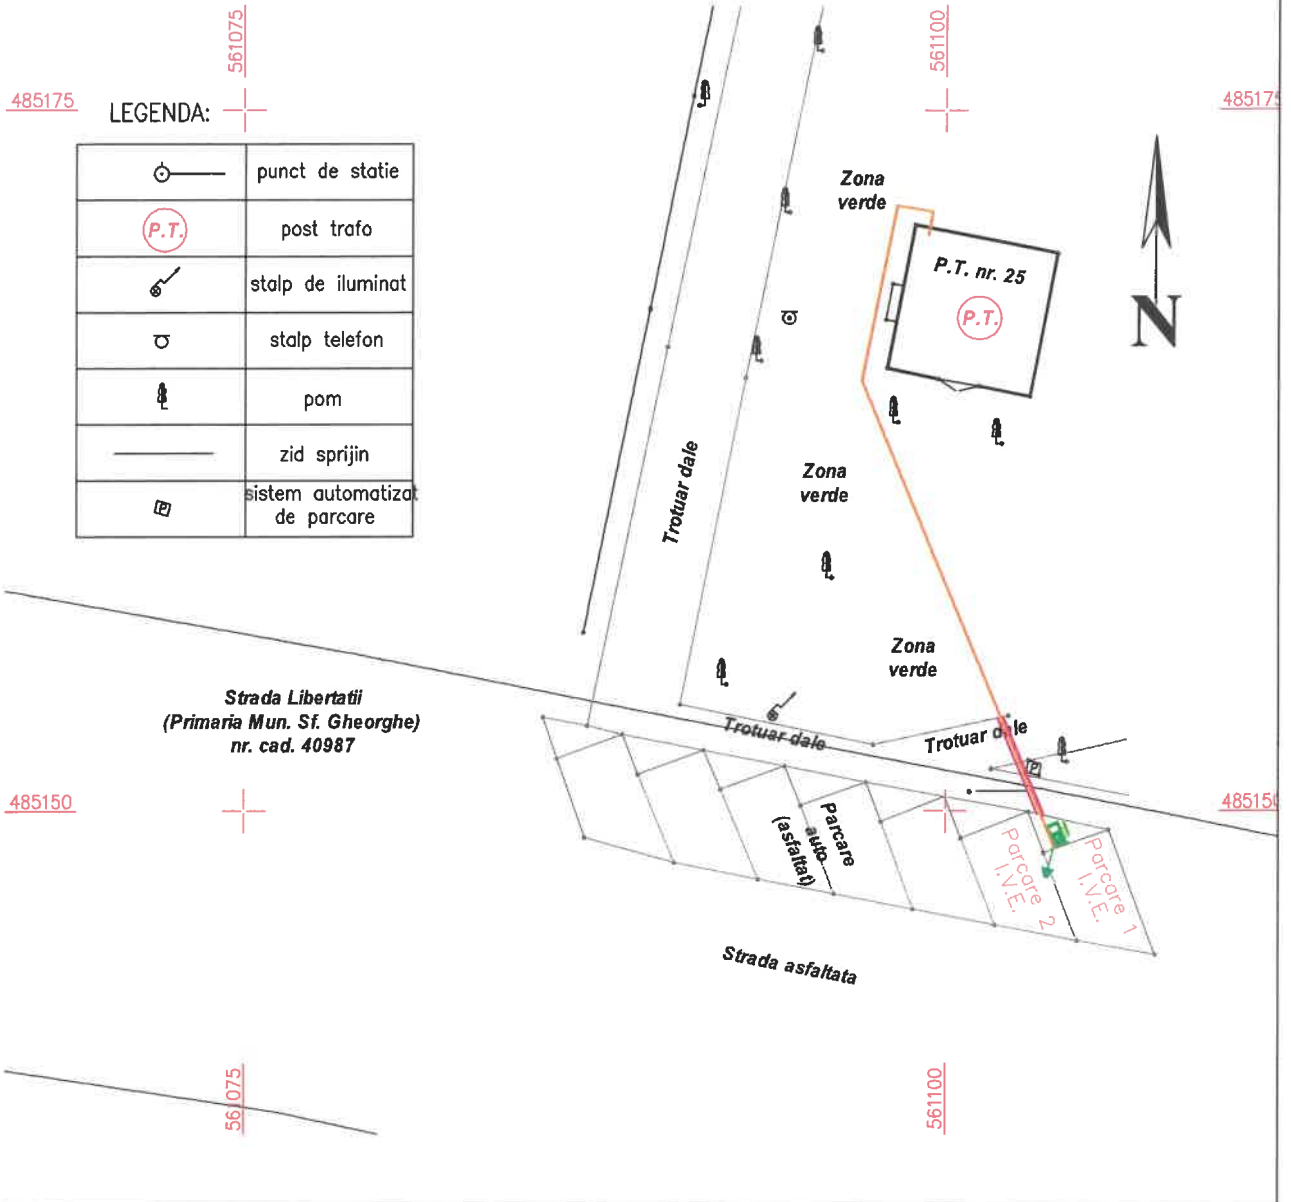 561075
561100
485175
485175
LEGENDA:
punct de statie
P.T.
post trafo
stalp de iluminat
stalp telefon
pom
zid sprijin
P
sistem automatizat
de parcare
Zona
verde
P.T. nr. 25
P.T.
N
Trotuar dale
Zona
verde
Zona
verde
Strada Libertatii
(Primaria Mun. Sf. Gheorghe)
nr. cad. 40987
Trotuar dale
Trotuar dale
P
485150
485150
Parcare
auto
(asfaltat)
Parcare 2
I.V.E.
Parcare 1
I.V.E.
Strada asfaltata
561075
561100